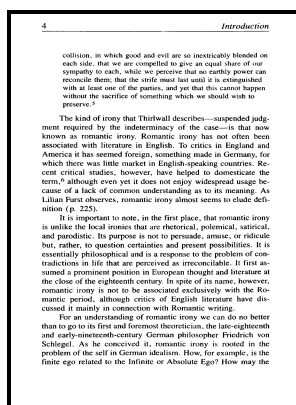 4 Introduction
collision, in which good and evil are so inextricably blended on
each side, that we are compelled to give an equal share of our
sympathy to each, while we perceive that no earthly power can
reconcile them; that the strife must last until it is extinguished
with at least one of the parties, and yet that this cannot happen
without the sacrifice of something which we should wish to
preserve.⁵
The kind of irony that Thirlwall describes—suspended judg-
ment required by the indeterminacy of the case—is that now
known as romantic irony. Romantic irony has not often been
associated with literature in English. To critics in England and
America it has seemed foreign, something made in Germany, for
which there was little market in English-speaking countries. Re-
cent critical studies, however, have helped to domesticate the
term,⁶ although even yet it does not enjoy widespread usage be-
cause of a lack of common understanding as to its meaning. As
Lilian Furst observes, romantic irony almost seems to elude defi-
nition (p. 225).
It is important to note, in the first place, that romantic irony
is unlike the local ironies that are rhetorical, polemical, satirical,
and parodistic. Its purpose is not to persuade, amuse, or ridicule
but, rather, to question certainties and present possibilities. It is
essentially philosophical and is a response to the problem of con-
tradictions in life that are perceived as irreconcilable. It first as-
sumed a prominent position in European thought and literature at
the close of the eighteenth century. In spite of its name, however,
romantic irony is not to be associated exclusively with the Ro-
mantic period, although critics of English literature have dis-
cussed it mainly in connection with Romantic writing.
For an understanding of romantic irony we can do no better
than to go to its first and foremost theoretician, the late-eighteenth
and early-nineteenth-century German philosopher Friedrich von
Schlegel. As he conceived it, romantic irony is rooted in the
problem of the self in German idealism. How, for example, is the
finite ego related to the Infinite or Absolute Ego? How may the